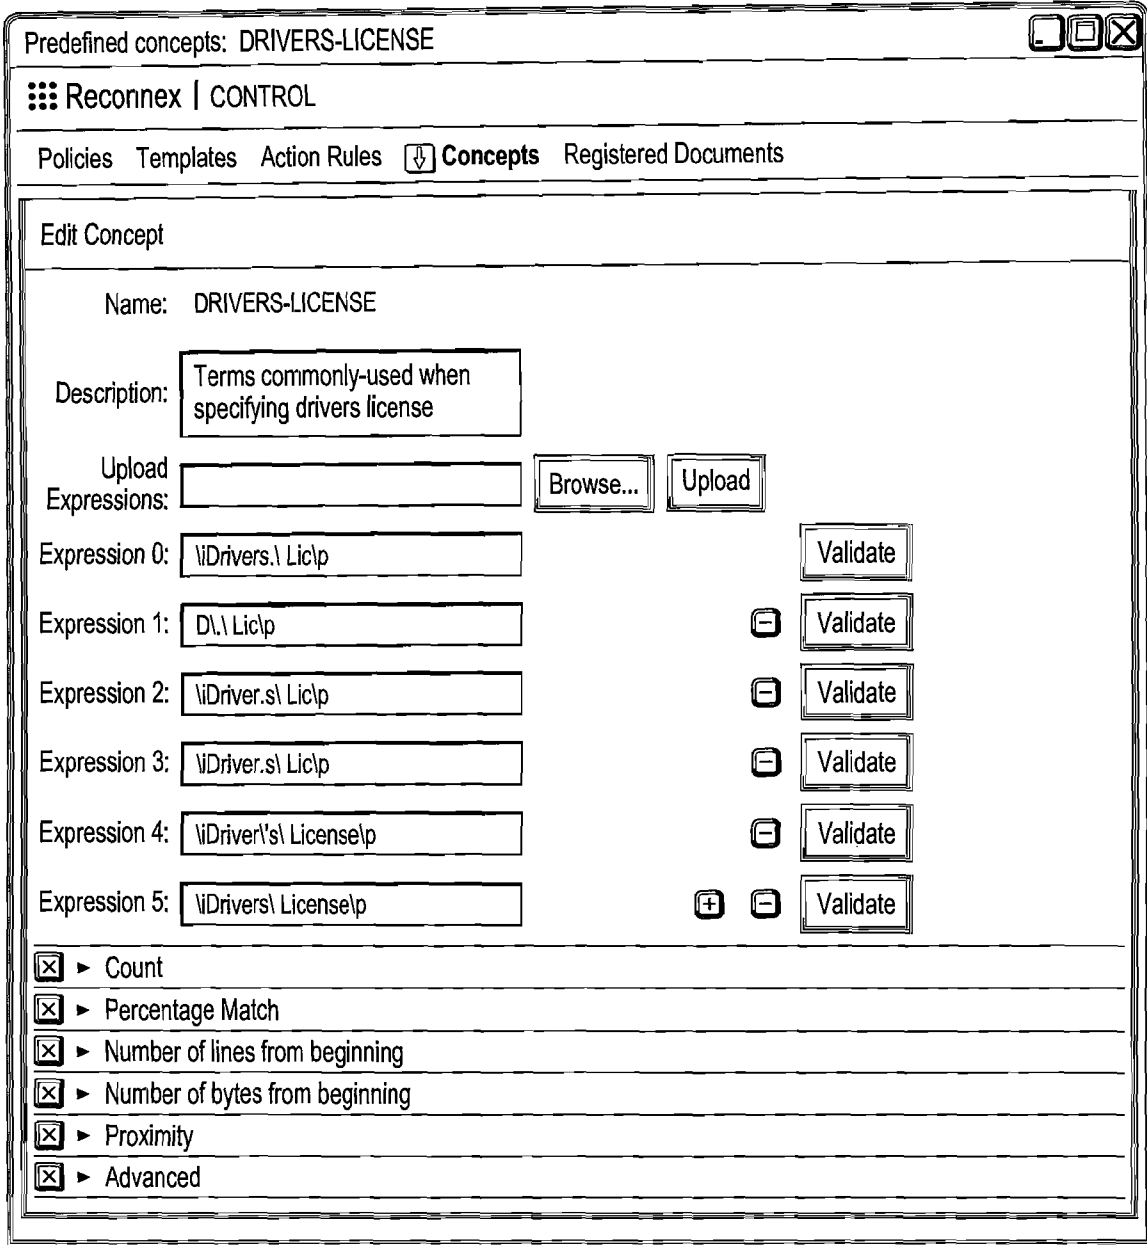 Predefined concepts: DRIVERS-LICENSE
Reconnex | CONTROL
Policies Templates Action Rules Concepts Registered Documents
Edit Concept
Name: DRIVERS-LICENSE
Description: Terms commonly-used when
specifying drivers license
Upload
Expressions: Browse... Upload
Expression 0: \iDrivers.\ Lic\p Validate
Expression 1: D\.\ Lic\p Validate
Expression 2: \iDriver.s\ Lic\p Validate
Expression 3: \iDriver.s\ Lic\p Validate
Expression 4: \iDriver\'s\ License\p Validate
Expression 5: \iDrivers\ License\p Validate
Count
Percentage Match
Number of lines from beginning
Number of bytes from beginning
Proximity
Advanced